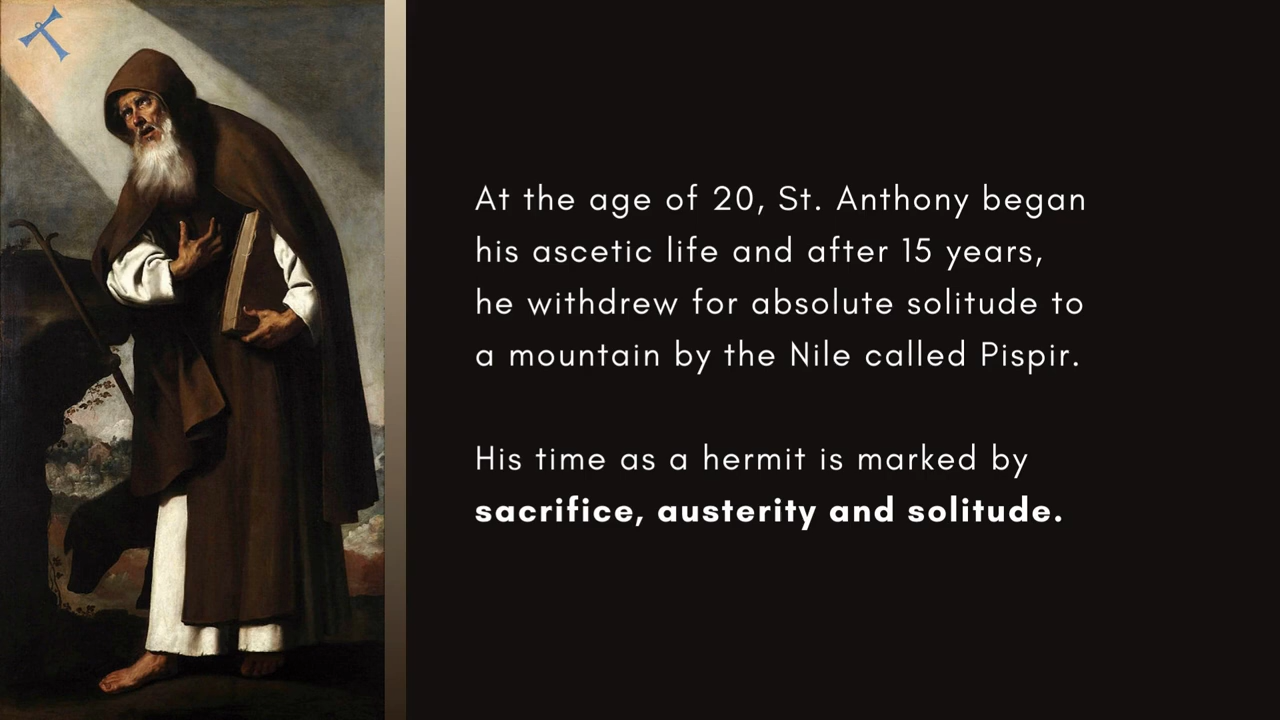 At the age of 20, St. Anthony began
his ascetic life and after 15 years,
he withdrew for absolute solitude to
a mountain by the Nile called Pispir.
His time as a hermit is marked by
sacrifice, austerity and solitude.